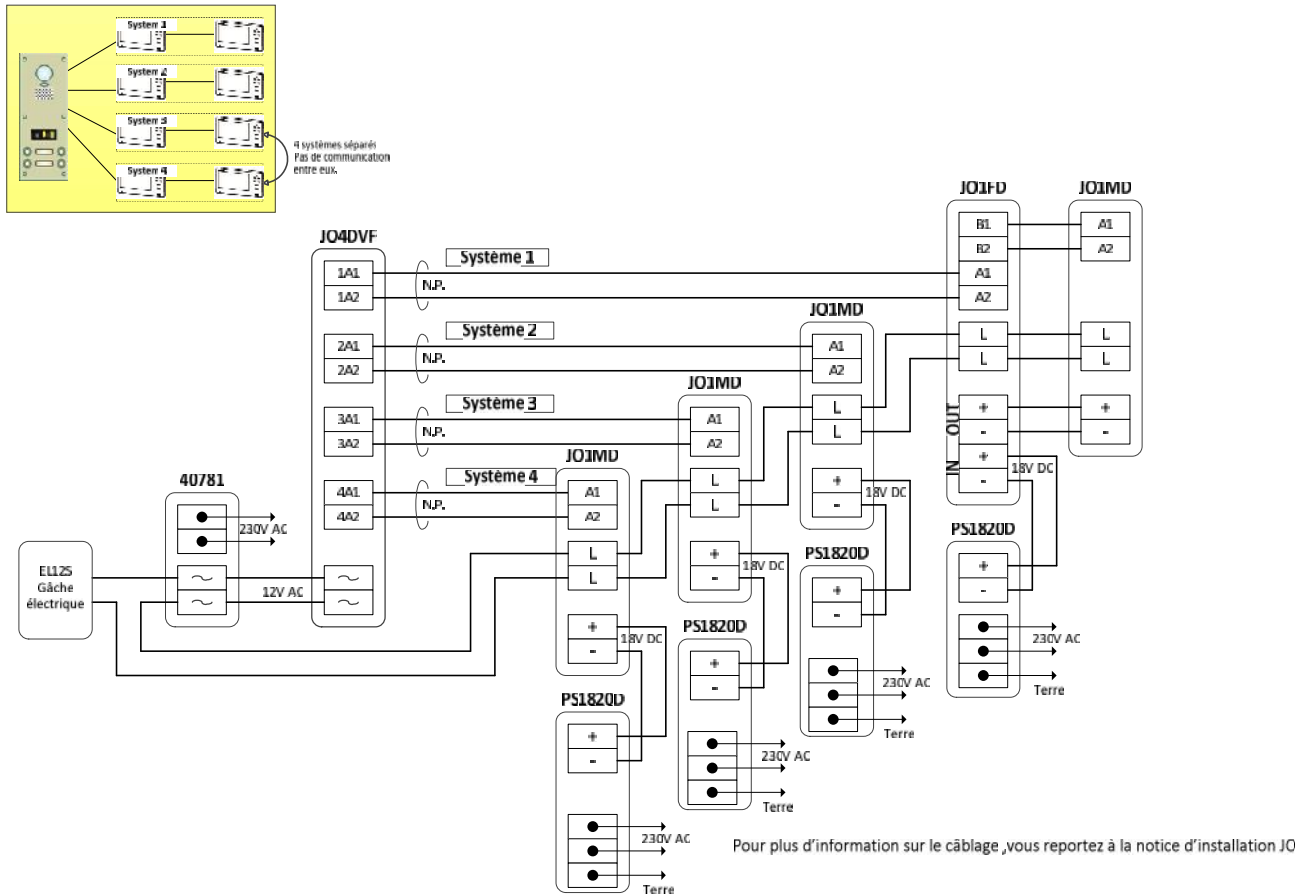 System 1
System 2
System 3
System 4
4 systèmes séparés
Pas de communication
entre eux.
JO4DVF
1A1
1A2
2A1
2A2
3A1
3A2
4A1
4A2
Système 1
N.P.
Système 2
N.P.
Système 3
N.P.
Système 4
N.P.
JO1FD
B1
B2
A1
A2
L
L
OUT
+
-
IN
+
-
18V DC
JO1MD
A1
A2
L
L
+
-
JO1MD
A1
A2
L
L
+
-
18V DC
JO1MD
A1
A2
L
L
+
-
18V DC
JO1MD
A1
A2
L
L
+
-
18V DC
40781
230V AC
12V AC
EL12S
Gâche
électrique
PS1820D
+
-
230V AC
Terre
PS1820D
+
-
230V AC
Terre
PS1820D
+
-
230V AC
Terre
PS1820D
+
-
230V AC
Terre
Pour plus d'information sur le câblage ,vous reportez à la notice d'installation JO